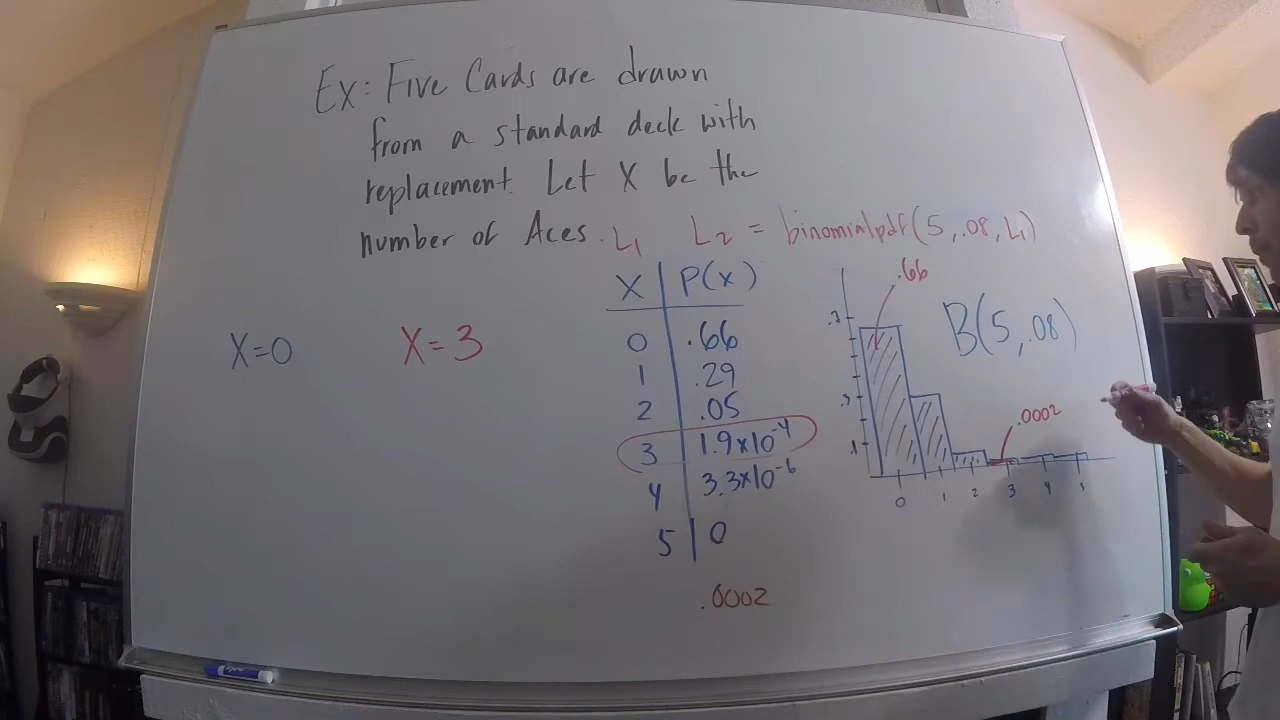 Ex: Five Cards are drawn
from a standard deck with
replacement. Let X be the
number of Aces.
L₁ L₂ = binomialpdf(5, .08, L₁)
X P(x)
0 .66
1 .29
2 .05
3 1.9x10⁻⁴
4 3.3x10⁻⁶
5 0
.0002
X=0
X=3
.66
B(5, .08)
.0002
.1
0 1 2 3 4 5